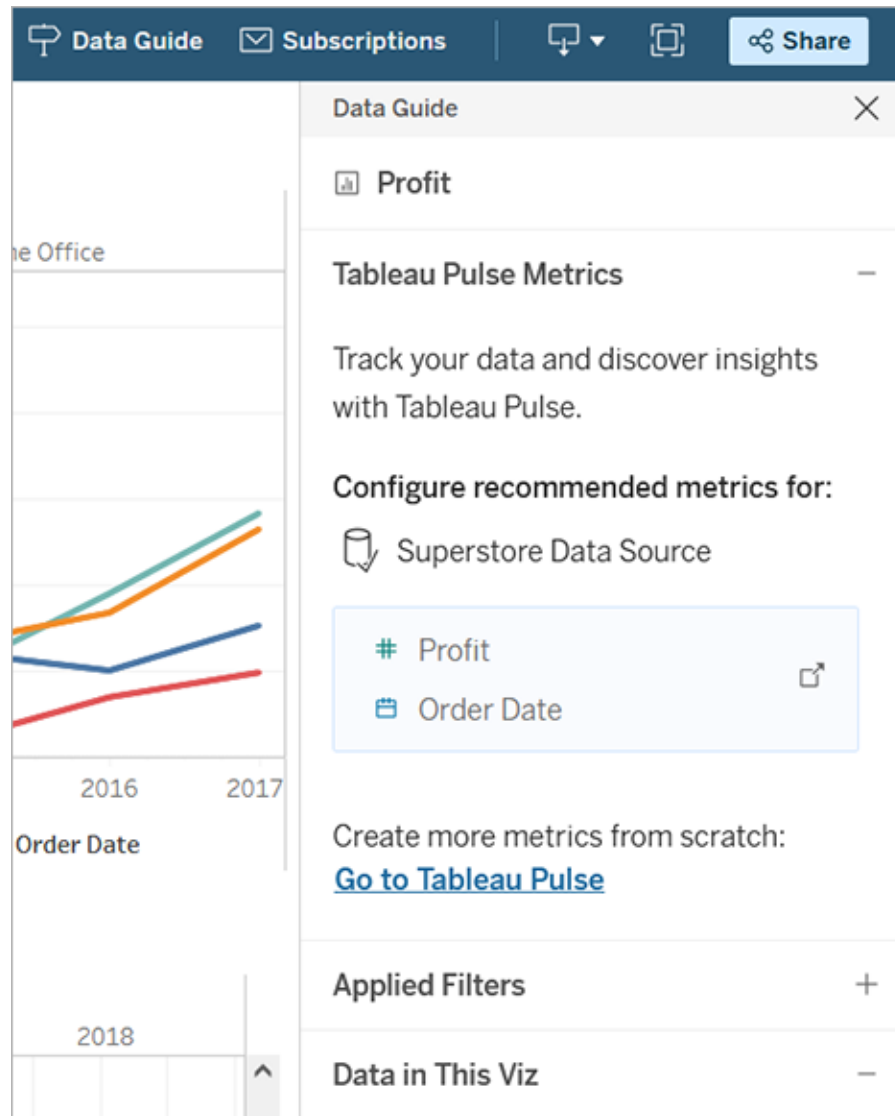 Data Guide
Subscriptions
Share
Data Guide
Profit
Office
Tableau Pulse Metrics
Track your data and discover insights
with Tableau Pulse.
Configure recommended metrics for:
Superstore Data Source
Profit
Order Date
2016
2017
Order Date
Create more metrics from scratch:
Go to Tableau Pulse
Applied Filters
2018
Data in This Viz